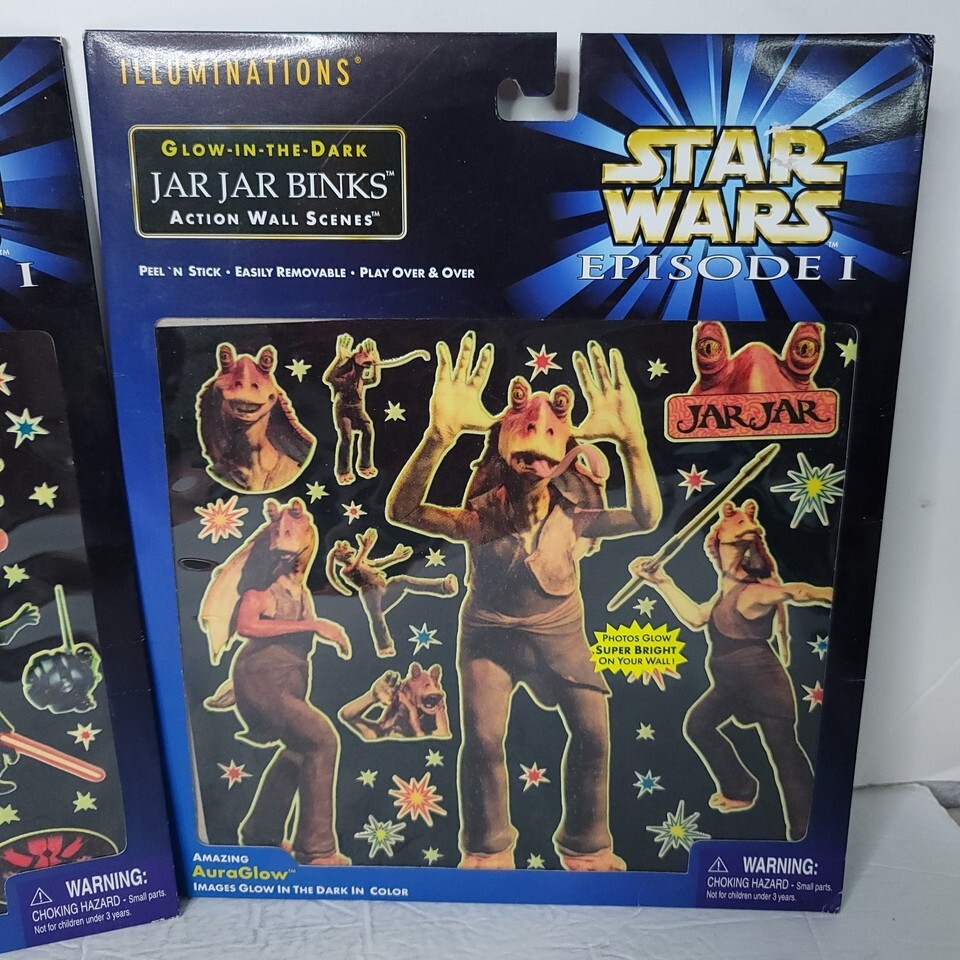 ILLUMINATIONS®
GLOW-IN-THE-DARK
JAR JAR BINKS™
ACTION WALL SCENES™
PEEL 'N STICK • EASILY REMOVABLE • PLAY OVER & OVER
STAR
WARS™
EPISODE I
JAR JAR
PHOTOS GLOW
SUPER BRIGHT
ON YOUR WALL!
AMAZING
AuraGlow™
IMAGES GLOW IN THE DARK IN COLOR
WARNING:
CHOKING HAZARD - Small parts.
Not for children under 3 years.
TM
I
WARNING:
CHOKING HAZARD - Small parts.
Not for children under 3 years.